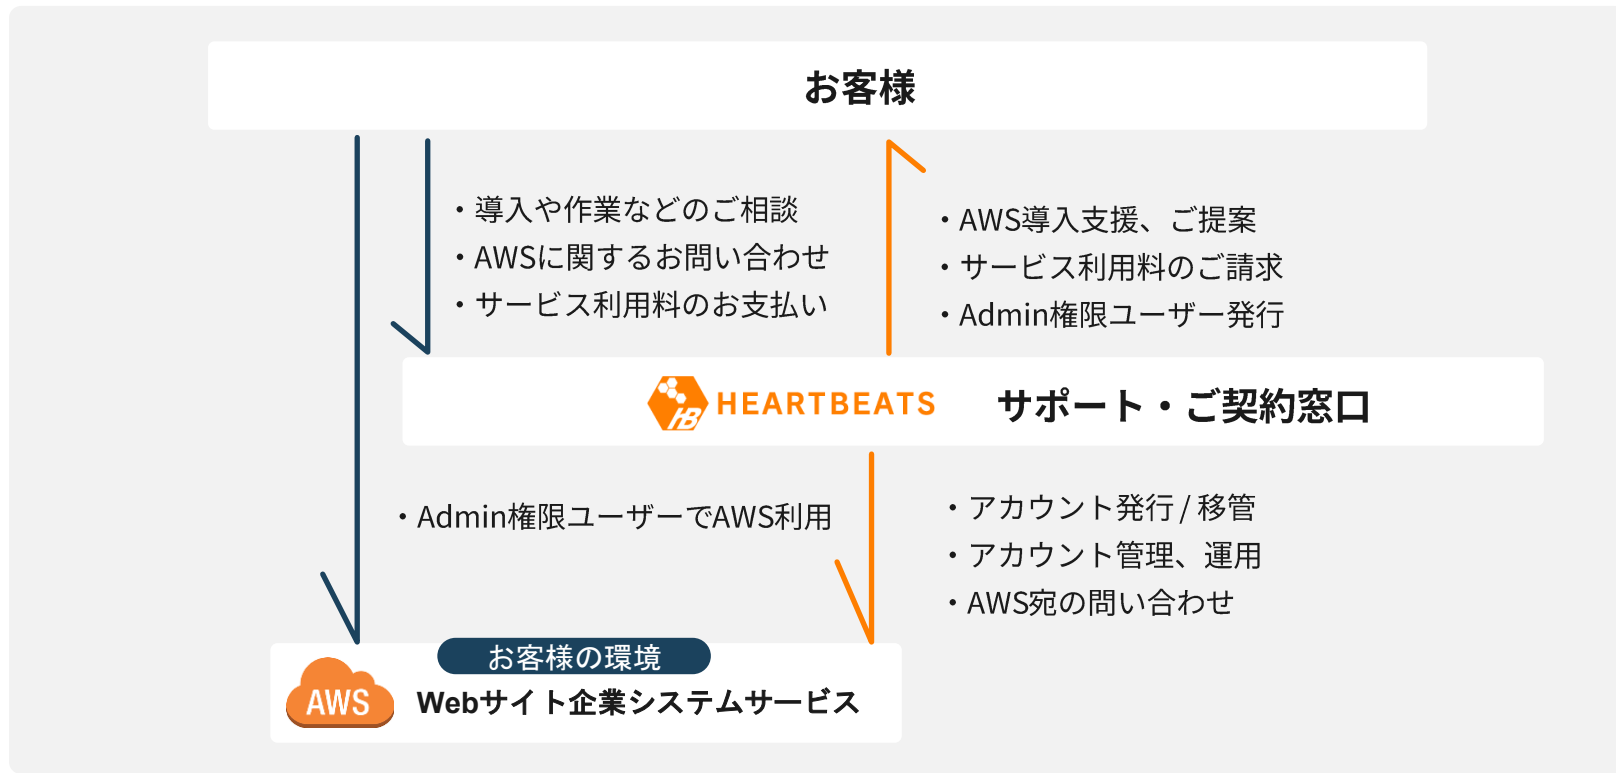 お客様
・導入や作業などのご相談
・AWSに関するお問い合わせ
・サービス利用料のお支払い
・AWS導入支援、ご提案
・サービス利用料のご請求
・Admin権限ユーザー発行
HB HEARTBEATS サポート・ご契約窓口
・Admin権限ユーザーでAWS利用
・アカウント発行 / 移管
・アカウント管理、運用
・AWS宛の問い合わせ
お客様の環境
AWS Webサイト企業システムサービス